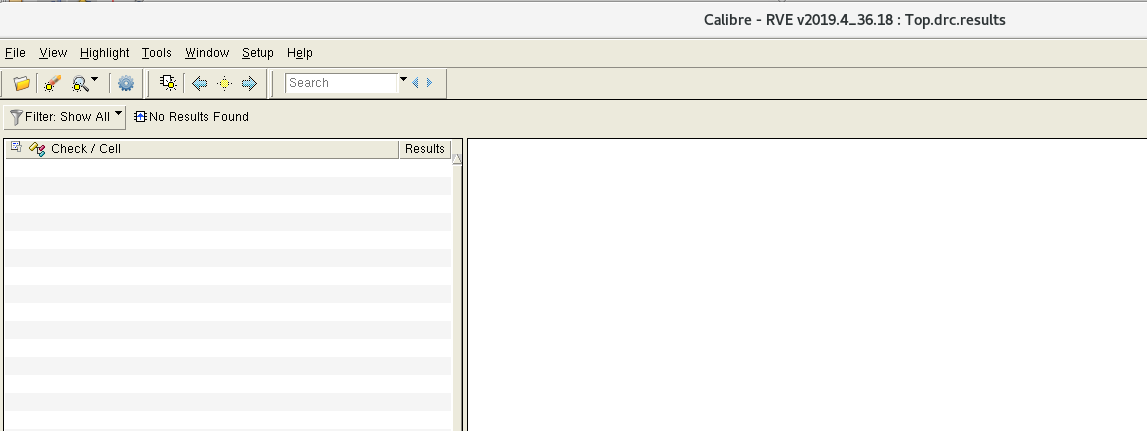 Calibre - RVE v2019.4_36.18 : Top.drc.results
File View Highlight Tools Window Setup Help
Search
Filter: Show All No Results Found
Check / Cell Results